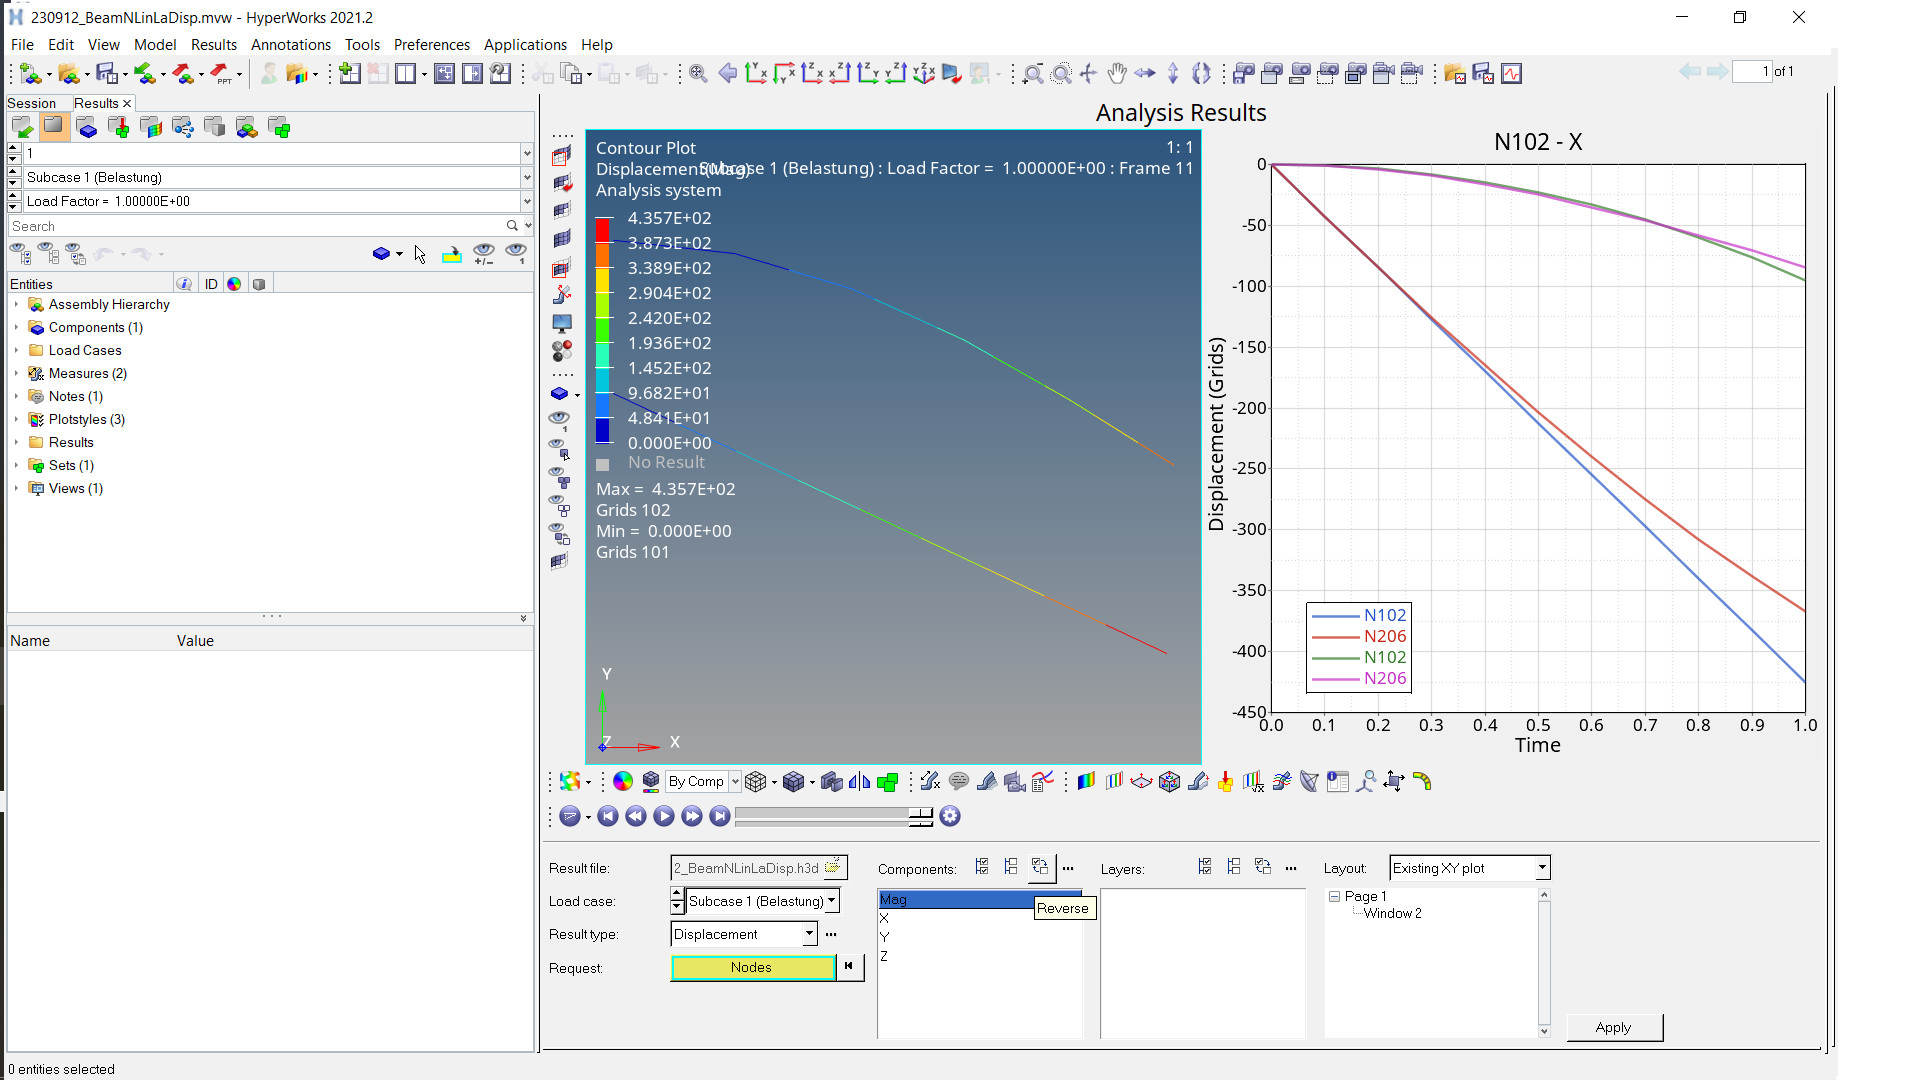 230912_BeamNLinLaDisp.mvw - HyperWorks 2021.2
File Edit View Model Results Annotations Tools Preferences Applications Help
1 of 1
Session Results
1
Subcase 1 (Belastung)
Load Factor = 1.00000E+00
Search
Entities ID
Assembly Hierarchy
Components (1)
Load Cases
Measures (2)
Notes (1)
Plotstyles (3)
Results
Sets (1)
Views (1)
Name Value
0 entities selected
Analysis Results
Contour Plot 1: 1
Displacement(Mag) Subcase 1 (Belastung) : Load Factor = 1.00000E+00 : Frame 11
Analysis system
4.357E+02
3.873E+02
3.389E+02
2.904E+02
2.420E+02
1.936E+02
1.452E+02
9.682E+01
4.841E+01
0.000E+00
No Result
Max = 4.357E+02
Grids 102
Min = 0.000E+00
Grids 101
Y
Z X
N102 - X
Displacement (Grids)
0
-50
-100
-150
-200
-250
-300
-350
-400
-450
N102
N206
N102
N206
0.0 0.1 0.2 0.3 0.4 0.5 0.6 0.7 0.8 0.9 1.0
Time
By Comp
Result file: 2_BeamNLinLaDisp.h3d
Load case: Subcase 1 (Belastung)
Result type: Displacement
Request: Nodes
Components:
Mag
X
Y
Z
Reverse
Layers:
Layout: Existing XY plot
Page 1
Window 2
Apply